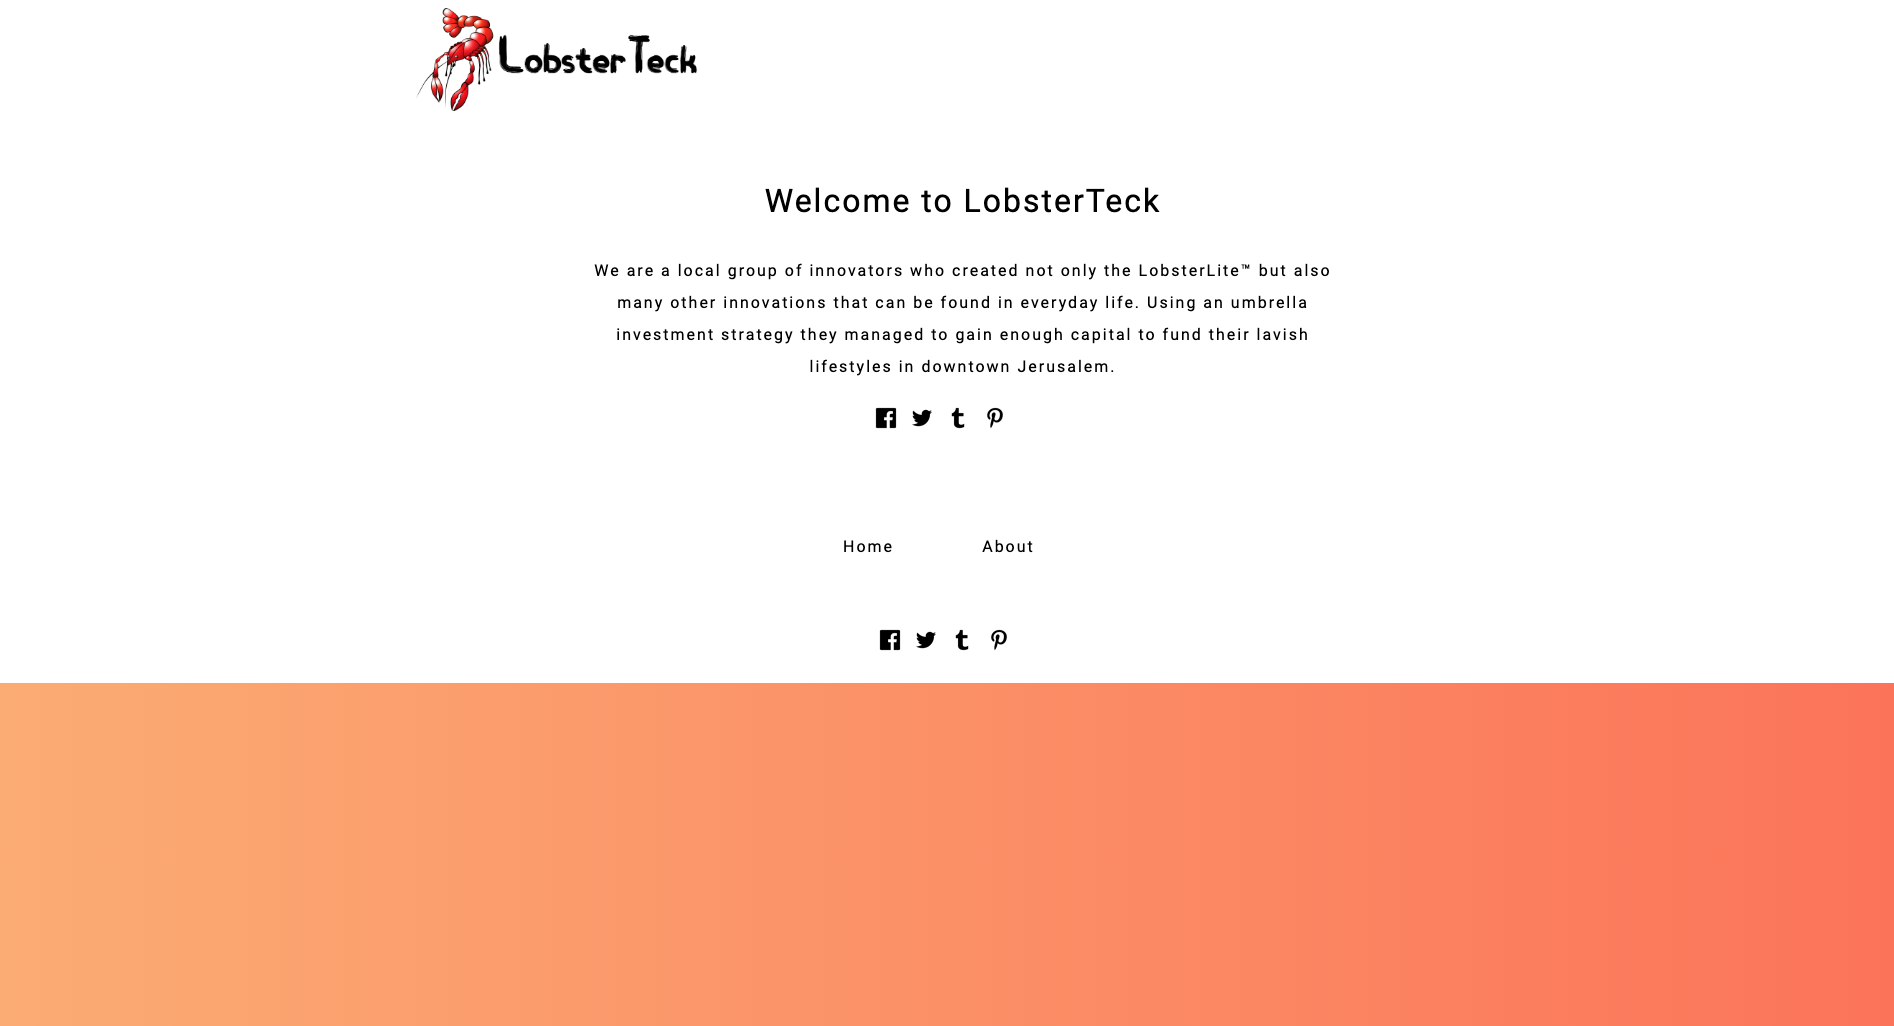 Lobster Teck
Welcome to LobsterTeck
We are a local group of innovators who created not only the LobsterLite™ but also
many other innovations that can be found in everyday life. Using an umbrella
investment strategy they managed to gain enough capital to fund their lavish
lifestyles in downtown Jerusalem.
Home About